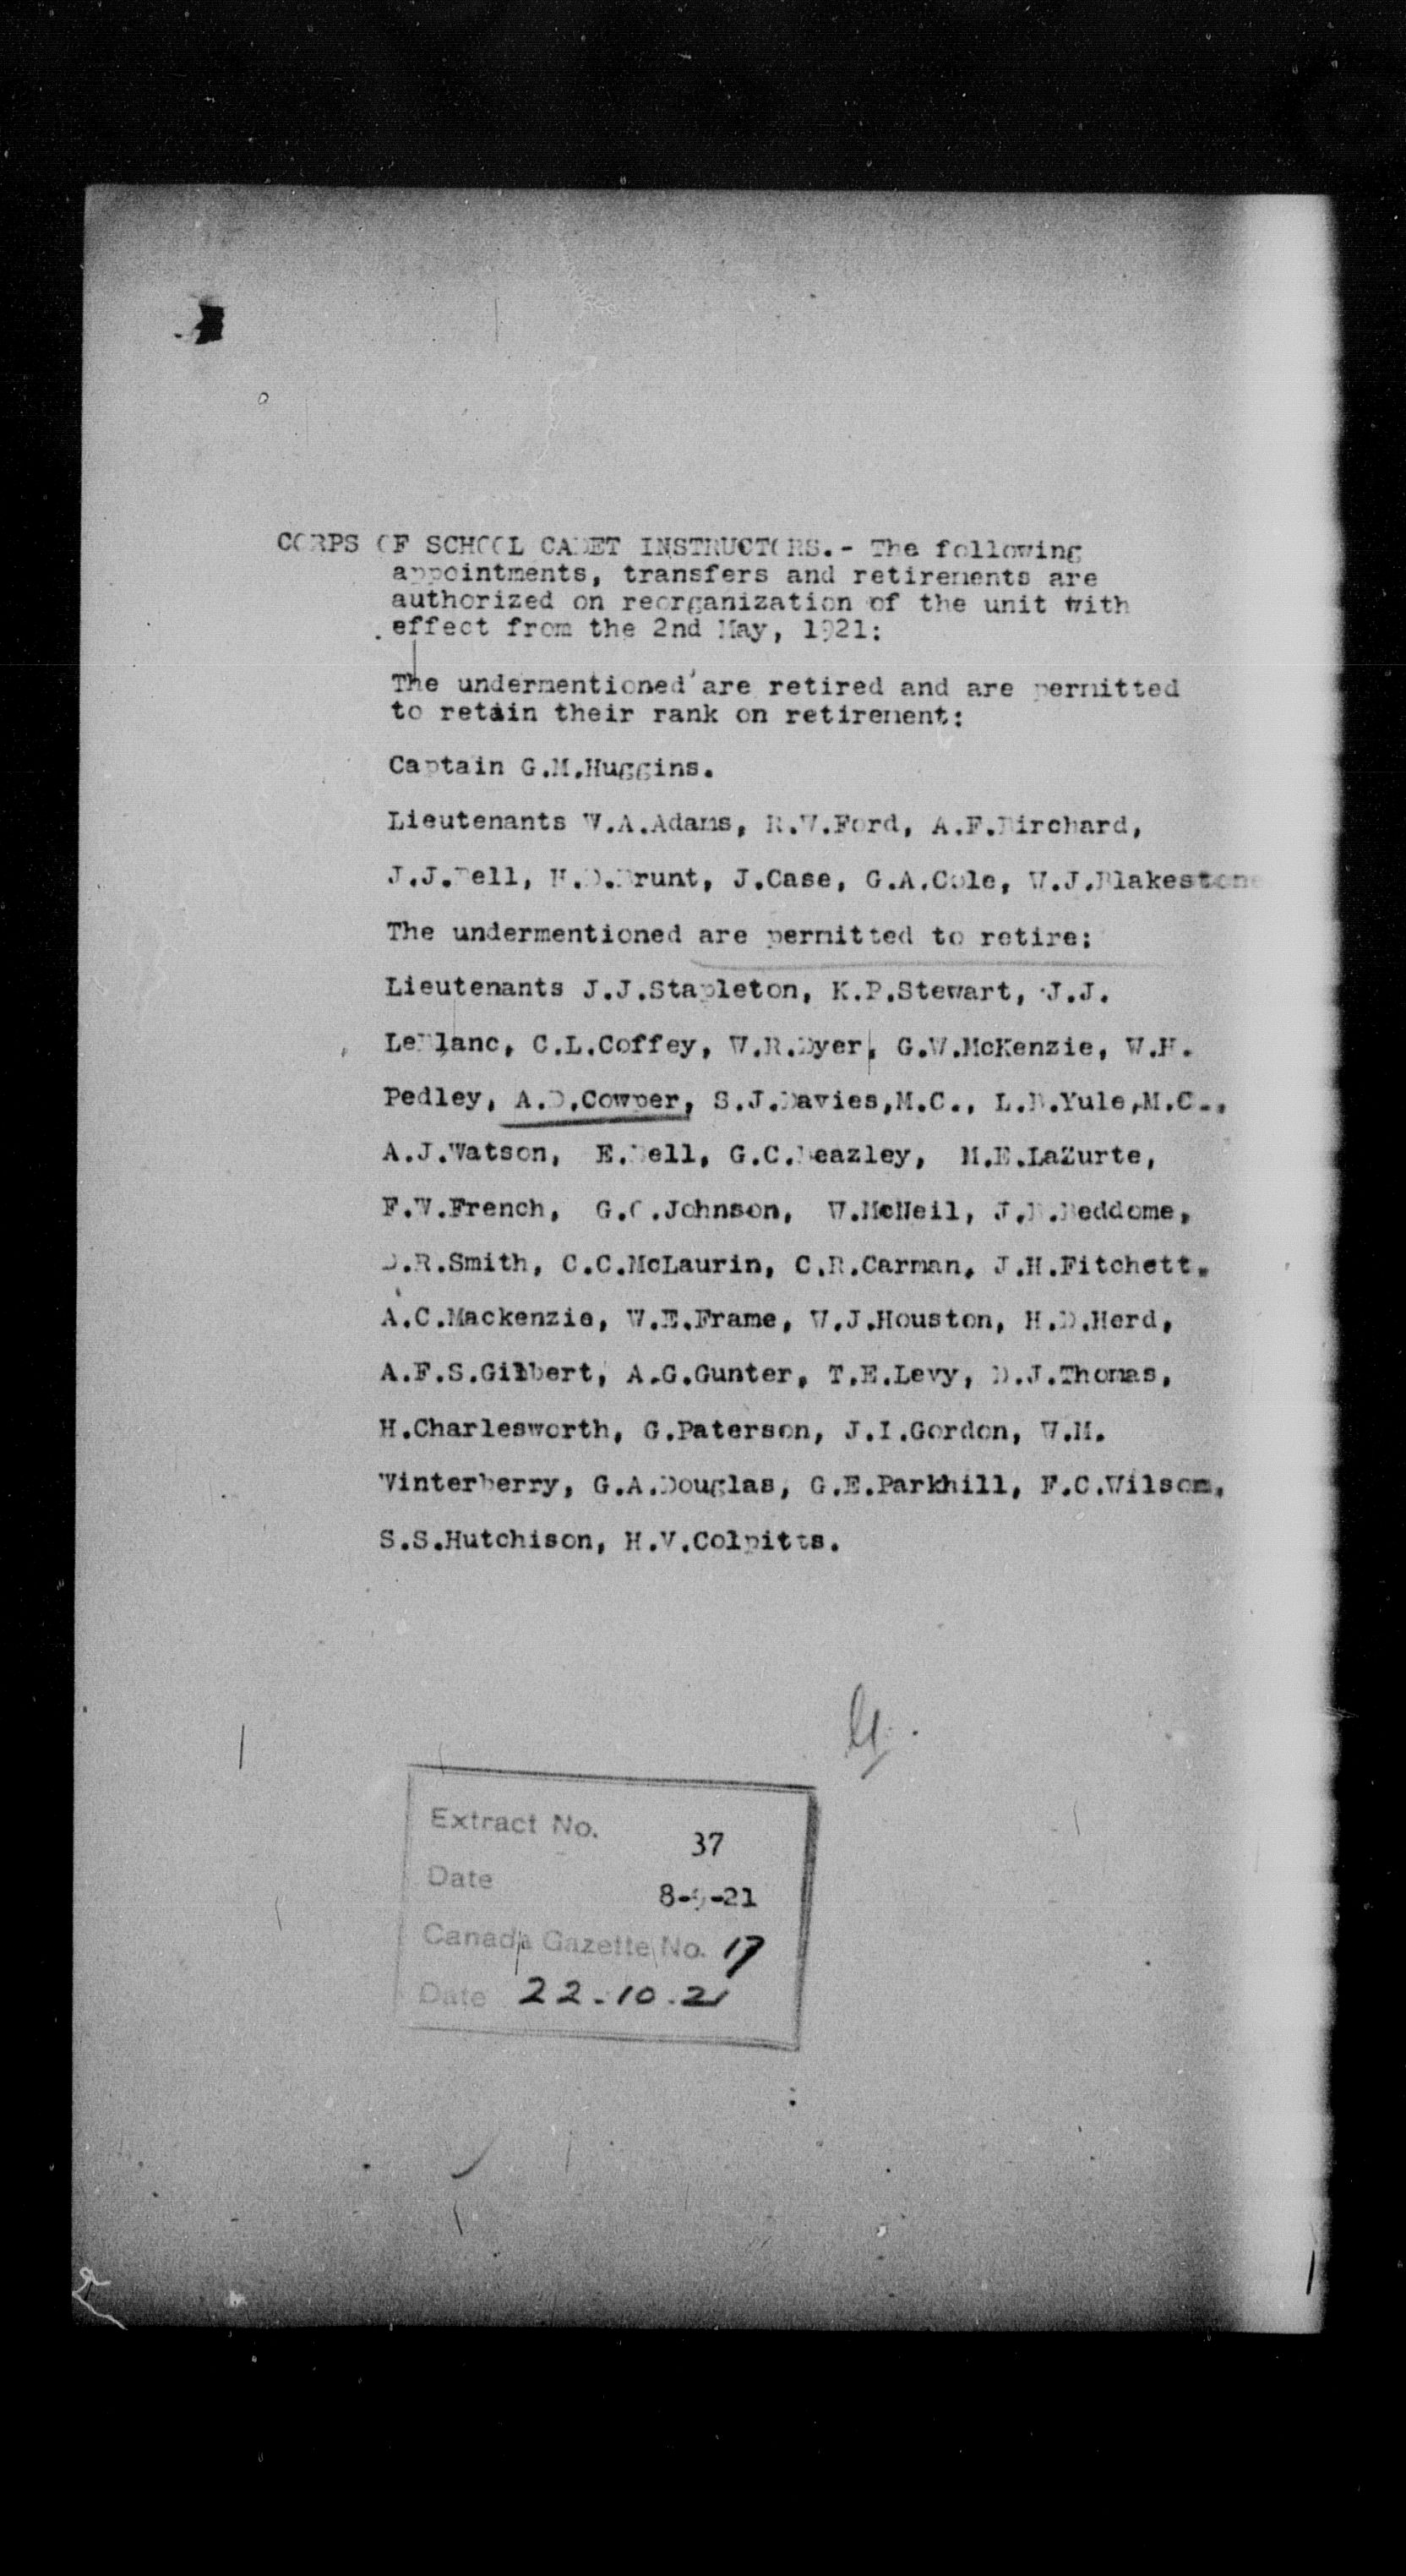 CORPS OF SCHOOL CADET INSTRUCTORS.- The following
appointments, transfers and retirements are
authorized on reorganization of the unit with
effect from the 2nd May, 1921:
The undermentioned are retired and are permitted
to retain their rank on retirement:
Captain G.M.Huggins.
Lieutenants W.A.Adams, R.W.Ford, A.F.Birchard,
J.J.Bell, H.D.Brunt, J.Case, G.A.Cole, W.J.Blakestone
The undermentioned are permitted to retire:
Lieutenants J.J.Stapleton, K.P.Stewart, J.J.
LeBlanc, C.L.Coffey, W.R.Dyer, G.W.McKenzie, W.H.
Pedley, A.D.Cowper, S.J.Davies,M.C., L.B.Yule,M.C.,
A.J.Watson, E.Bell, G.C.Beazley, M.E.LaZurte,
F.W.French, G.C.Johnson, W.McNeil, J.B.Beddome,
D.R.Smith, C.C.McLaurin, C.R.Carman, J.H.Fitchett,
A.C.Mackenzie, W.E.Frame, W.J.Houston, H.D.Herd,
A.F.S.Gilbert, A.G.Gunter, T.E.Levy, D.J.Thomas,
H.Charlesworth, G.Paterson, J.I.Gordon, W.M.
Winterberry, G.A.Douglas, G.E.Parkhill, F.C.Wilson,
S.S.Hutchison, H.V.Colpitts.
Extract No. 37
Date 8-9-21
Canada Gazette No. 17
Date 22.10.21